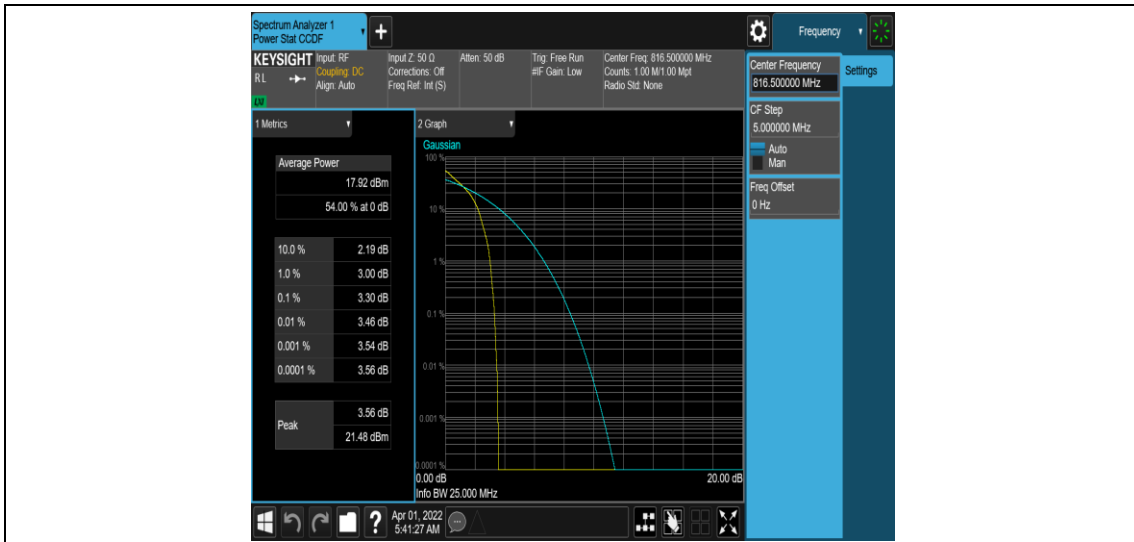 Spectrum Analyzer 1
Power Stat CCDF
+
Frequency
KEYSIGHT
RL
LXI
Input: RF
Coupling: DC
Align: Auto
Input Z: 50 Ω
Corrections: Off
Freq Ref: Int (S)
Atten: 50 dB
Trig: Free Run
#IF Gain: Low
Center Freq: 816.500000 MHz
Counts: 1.00 M/1.00 Mpt
Radio Std: None
Center Frequency
816.500000 MHz
Settings
CF Step
5.000000 MHz
Auto
Man
Freq Offset
0 Hz
1 Metrics
Average Power
17.92 dBm
54.00 % at 0 dB
10.0 % 2.19 dB
1.0 % 3.00 dB
0.1 % 3.30 dB
0.01 % 3.46 dB
0.001 % 3.54 dB
0.0001 % 3.56 dB
Peak
3.56 dB
21.48 dBm
2 Graph
Gaussian
100 %
10 %
1 %
0.1 %
0.01 %
0.001 %
0.0001 %
0.00 dB 20.00 dB
Info BW 25.000 MHz
?
Apr 01, 2022
5:41:27 AM